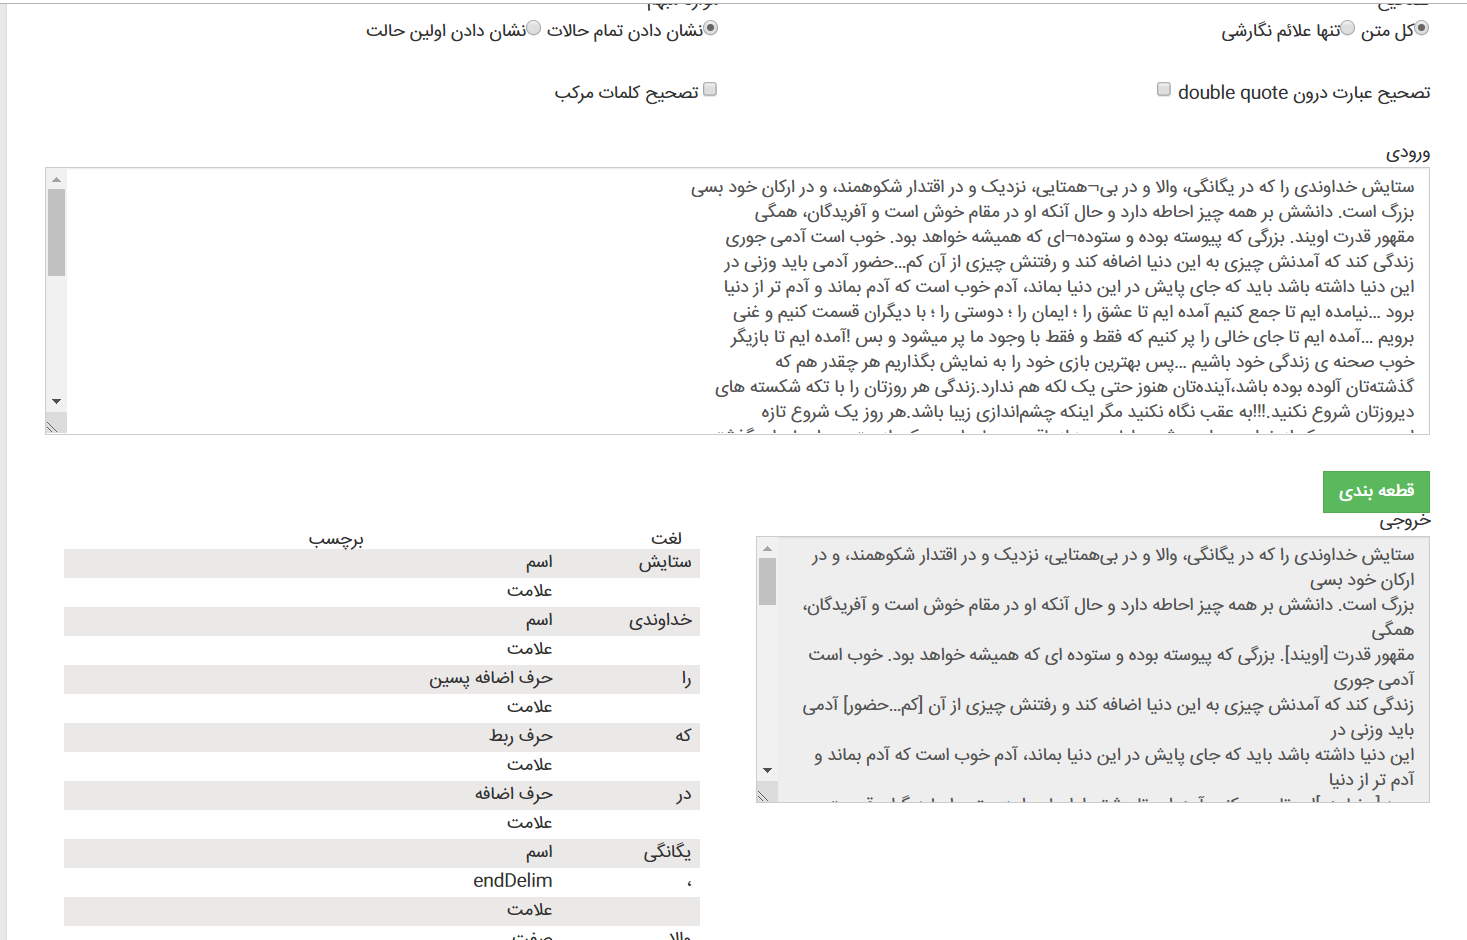 تصحیح
موارد مبهم
کل متن تنها علائم نگارشی
نشان دادن تمام حالات نشان دادن اولین حالت
تصحیح عبارت درون double quote
تصحیح کلمات مرکب
ورودی
ستایش خداوندی را که در یگانگی، والا و در بی¬همتایی، نزدیک و در اقتدار شکوهمند، و در ارکان خود بسی
بزرگ است. دانشش بر همه چیز احاطه دارد و حال آنکه او در مقام خوش است و آفریدگان، همگی
مقهور قدرت اویند. بزرگی که پیوسته بوده و ستوده¬ای که همیشه خواهد بود. خوب است آدمی جوری
زندگی کند که آمدنش چیزی به این دنیا اضافه کند و رفتنش چیزی از آن کم...حضور آدمی باید وزنی در
این دنیا داشته باشد باید که جای پایش در این دنیا بماند، آدم خوب است که آدم بماند و آدم تر از دنیا
برود ...نیامده ایم تا جمع کنیم آمده ایم تا عشق را ؛ ایمان را ؛ دوستی را ؛ با دیگران قسمت کنیم و غنی
برویم ...آمده ایم تا جای خالی را پر کنیم که فقط و فقط با وجود ما پر میشود و بس !آمده ایم تا بازیگر
خوب صحنه ی زندگی خود باشیم ...پس بهترین بازی خود را به نمایش بگذاریم هر چقدر هم که
گذشته‌تان آلوده بوده باشد،آینده‌تان هنوز حتی یک لکه هم ندارد.زندگی هر روزتان را با تکه شکسته های
دیروزتان شروع نکنید.!!!به عقب نگاه نکنید مگر اینکه چشم‌اندازی زیبا باشد.هر روز یک شروع تازه
قطعه بندی
خروجی
ستایش خداوندی را که در یگانگی، والا و در بی‌همتایی، نزدیک و در اقتدار شکوهمند، و در
ارکان خود بسی
بزرگ است. دانشش بر همه چیز احاطه دارد و حال آنکه او در مقام خوش است و آفریدگان،
همگی
مقهور قدرت [اویند]. بزرگی که پیوسته بوده و ستوده ای که همیشه خواهد بود. خوب است
آدمی جوری
زندگی کند که آمدنش چیزی به این دنیا اضافه کند و رفتنش چیزی از آن [کم...حضور] آدمی
باید وزنی در
این دنیا داشته باشد باید که جای پایش در این دنیا بماند، آدم خوب است که آدم بماند و
آدم تر از دنیا
لغت برچسب
ستایش اسم
علامت
خداوندی اسم
علامت
را حرف اضافه پسین
علامت
که حرف ربط
علامت
در حرف اضافه
علامت
یگانگی اسم
، endDelim
علامت
والا صفت